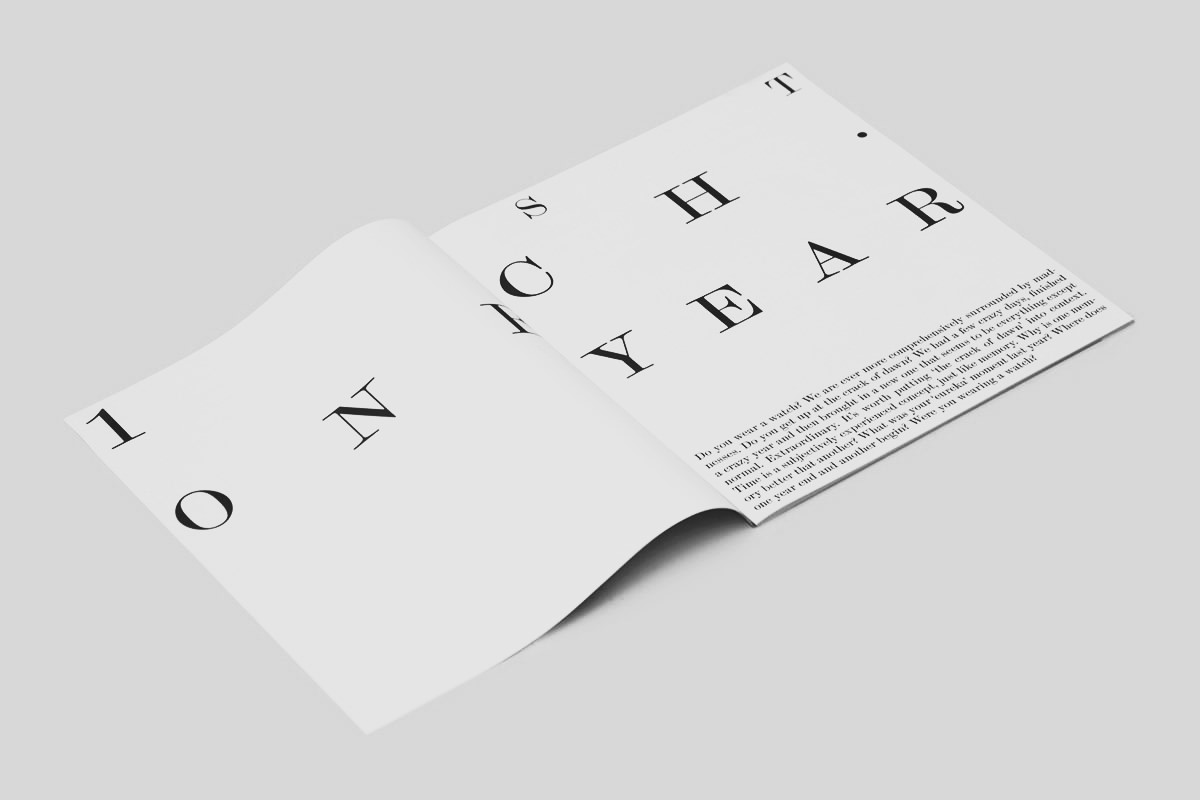 1 S T
O N C H .
Y E A R
Do you wear a watch? We are ever more comprehensively surrounded by mad-
nesses. Do you get up at the crack of dawn? We had a few crazy days, finished
a crazy year and then brought in a new one that seems to be everything except
normal. Extraordinary. It's worth putting 'the crack of dawn' into context.
Time is a subjectively experienced concept, just like memory. Why is one mem-
ory better that another? What was your 'eureka' moment last year? Where does
one year end and another begin? Were you wearing a watch?